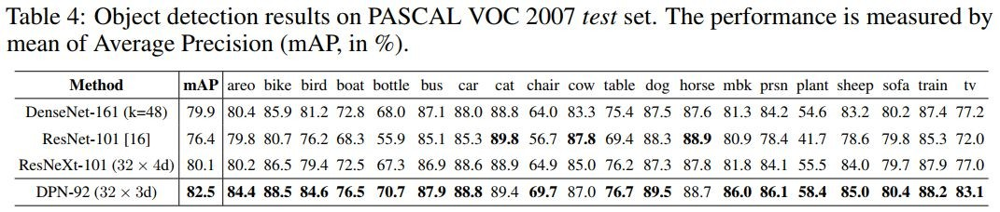 Table 4: Object detection results on PASCAL VOC 2007 test set. The performance is measured by
mean of Average Precision (mAP, in %).
Method mAP areo bike bird boat bottle bus car cat chair cow table dog horse mbk prsn plant sheep sofa train tv
DenseNet-161 (k=48) 79.9 80.4 85.9 81.2 72.8 68.0 87.1 88.0 88.8 64.0 83.3 75.4 87.5 87.6 81.3 84.2 54.6 83.2 80.2 87.4 77.2
ResNet-101 [16] 76.4 79.8 80.7 76.2 68.3 55.9 85.1 85.3 89.8 56.7 87.8 69.4 88.3 88.9 80.9 78.4 41.7 78.6 79.8 85.3 72.0
ResNeXt-101 (32 × 4d) 80.1 80.2 86.5 79.4 72.5 67.3 86.9 88.6 88.9 64.9 85.0 76.2 87.3 87.8 81.8 84.1 55.5 84.0 79.7 87.9 77.0
DPN-92 (32 × 3d) 82.5 84.4 88.5 84.6 76.5 70.7 87.9 88.8 89.4 69.7 87.0 76.7 89.5 88.7 86.0 86.1 58.4 85.0 80.4 88.2 83.1